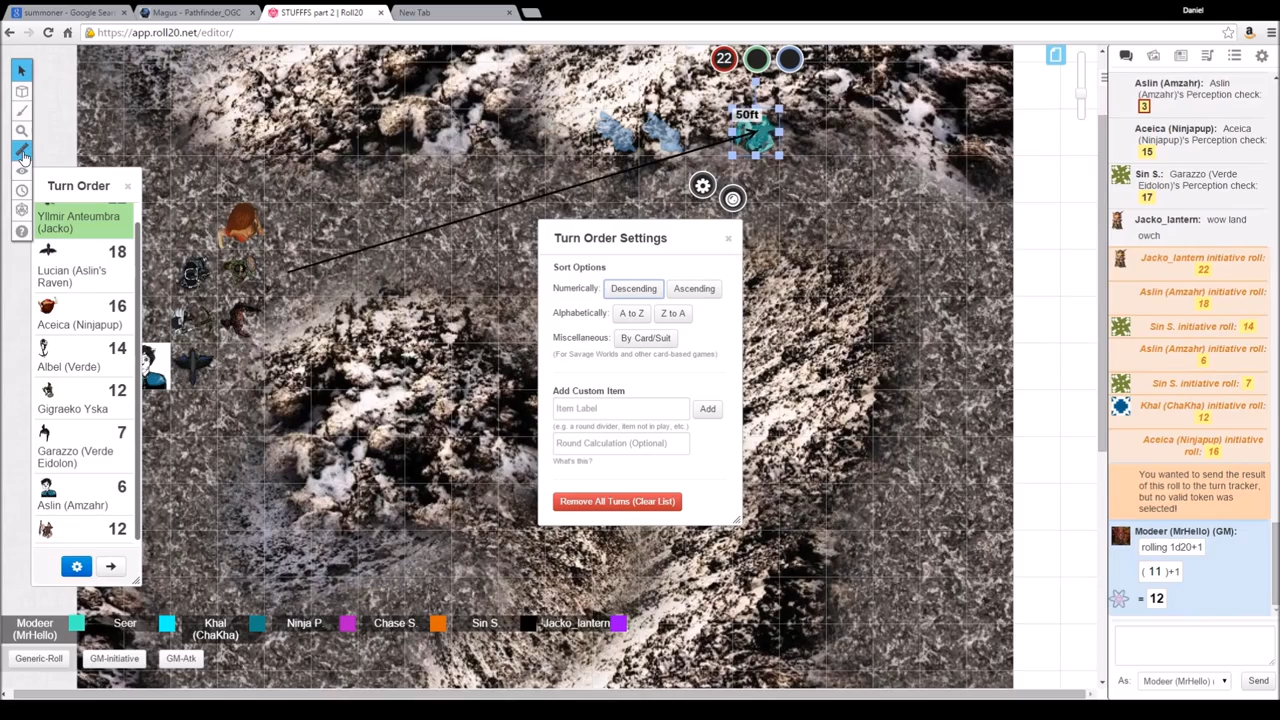 summoner - Google Sea
Magus - Pathfinder_OGC
STUFFFS part 2 | Roll20
New Tab
Daniel
https://app.roll20.net/editor/
22
50ft
Turn Order
Yllmir Anteumbra
(Jacko)
18
Lucian (Aslin's
Raven)
16
Aceica (Ninjapup)
14
Albel (Verde)
12
Gigraeko Yska
7
Garazzo (Verde
Eidolon)
6
Aslin (Amzahr)
12
Turn Order Settings
Sort Options
Numerically: Descending Ascending
Alphabetically: A to Z Z to A
Miscellaneous: By Card/Suit
(For Savage Worlds and other card-based games)
Add Custom Item
Item Label Add
(e.g. a round divider, item not in play, etc.)
Round Calculation (Optional)
What's this?
Remove All Turns (Clear List)
Aslin (Amzahr): Aslin
(Amzahr)'s Perception check:
3
Aceica (Ninjapup): Aceica
(Ninjapup)'s Perception check:
15
Sin S.: Garazzo (Verde
Eidolon)'s Perception check:
17
Jacko_lantern: wow land
owch
Jacko_lantern initiative roll:
22
Aslin (Amzahr) initiative roll:
18
Sin S. initiative roll: 14
Aslin (Amzahr) initiative roll:
6
Sin S. initiative roll: 7
Khal (ChaKha) initiative roll:
12
Aceica (Ninjapup) initiative
roll: 16
You wanted to send the result
of this roll to the turn tracker,
but no valid token was
selected!
Modeer (MrHello) (GM):
rolling 1d20+1
( 11 )+1
= 12
As: Modeer (MrHello) (
Send
Modeer
(MrHello)
Seer
Khal
(ChaKha)
Ninja P.
Chase S.
Sin S.
Jacko_lantern
Generic-Roll
GM-initiative
GM-Atk